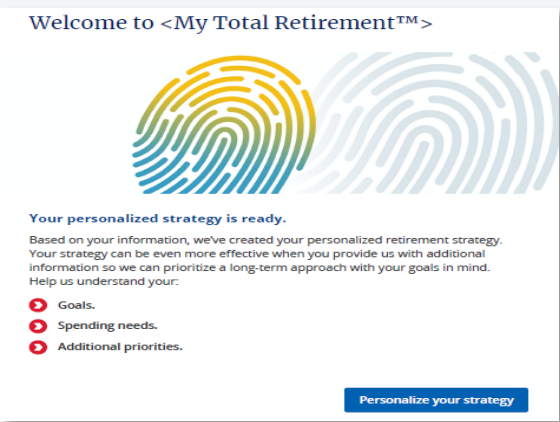 Welcome to <My Total Retirement™>
Your personalized strategy is ready.
Based on your information, we've created your personalized retirement strategy.
Your strategy can be even more effective when you provide us with additional
information so we can prioritize a long-term approach with your goals in mind.
Help us understand your:
Goals.
Spending needs.
Additional priorities.
Personalize your strategy